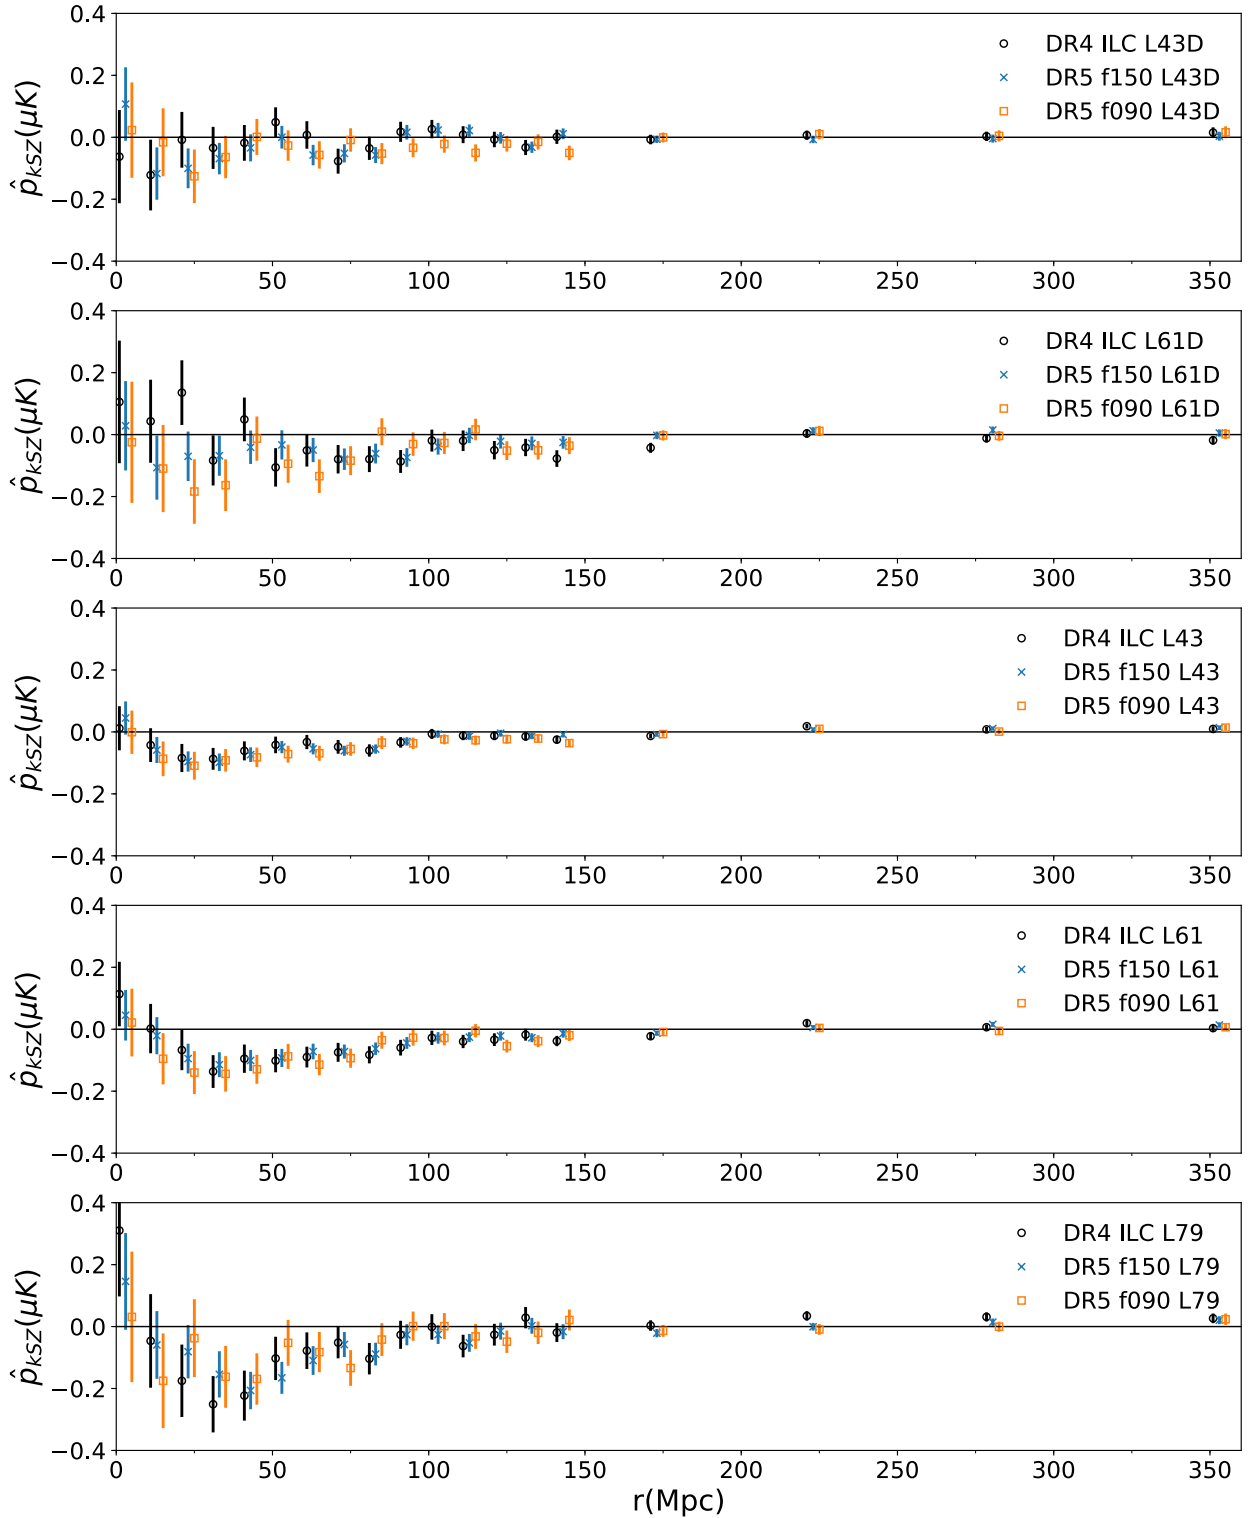 0.4
0.2
0.0
−0.2
−0.4
p̂kSZ(μK)
DR4 ILC L43D
DR5 f150 L43D
DR5 f090 L43D
0 50 100 150 200 250 300 350
0.4
0.2
0.0
−0.2
−0.4
p̂kSZ(μK)
DR4 ILC L61D
DR5 f150 L61D
DR5 f090 L61D
0 50 100 150 200 250 300 350
0.4
0.2
0.0
−0.2
−0.4
p̂kSZ(μK)
DR4 ILC L43
DR5 f150 L43
DR5 f090 L43
0 50 100 150 200 250 300 350
0.4
0.2
0.0
−0.2
−0.4
p̂kSZ(μK)
DR4 ILC L61
DR5 f150 L61
DR5 f090 L61
0 50 100 150 200 250 300 350
0.4
0.2
0.0
−0.2
−0.4
p̂kSZ(μK)
DR4 ILC L79
DR5 f150 L79
DR5 f090 L79
0 50 100 150 200 250 300 350
r(Mpc)